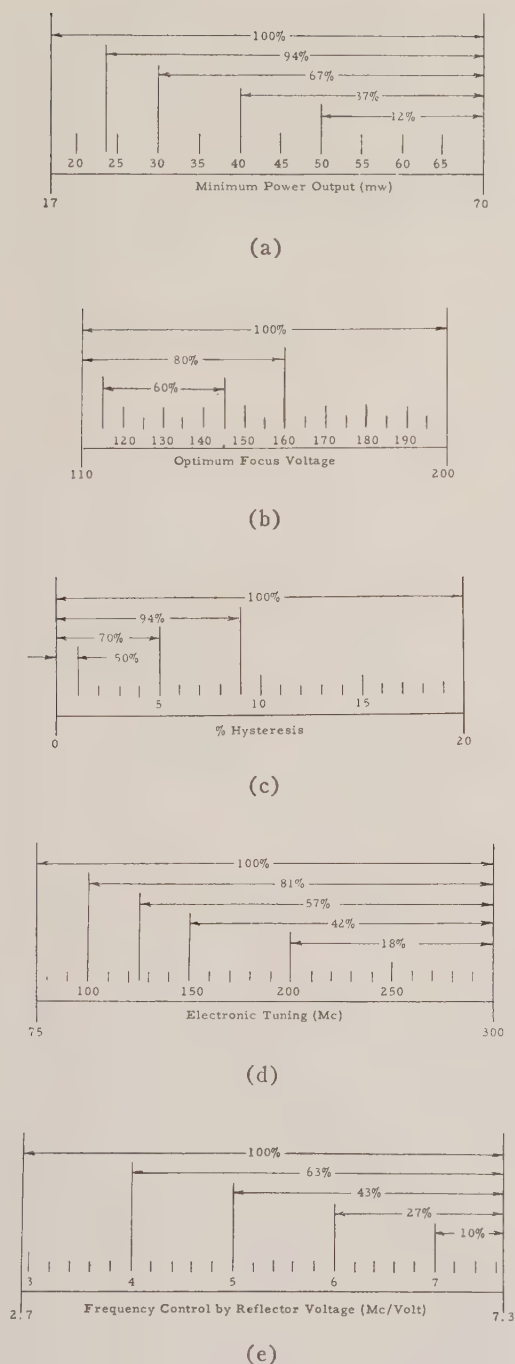 100%
94%
67%
37%
12%
20 25 30 35 40 45 50 55 60 65
Minimum Power Output (mw)
17 70
(a)
100%
80%
60%
120 130 140 150 160 170 180 190
Optimum Focus Voltage
110 200
(b)
100%
94%
70%
50%
5 10 15
% Hysteresis
0 20
(c)
100%
81%
57%
42%
18%
100 150 200 250
Electronic Tuning (Mc)
75 300
(d)
100%
63%
43%
27%
10%
3 4 5 6 7
Frequency Control by Reflector Voltage (Mc/Volt)
2.7 7.3
(e)